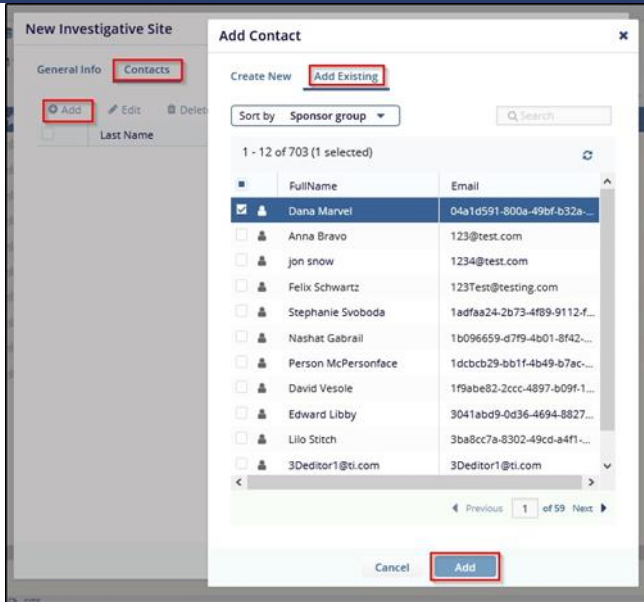 New Investigative Site
General Info Contacts
Add Edit Delet
Last Name
Add Contact
Create New Add Existing
Sort by Sponsor group Search
1 - 12 of 703 (1 selected)
FullName Email
Dana Marvel 04a1d591-800a-49bf-b32a-...
Anna Bravo 123@test.com
jon snow 1234@test.com
Felix Schwartz 123Test@testing.com
Stephanie Svoboda 1adfaa24-2b73-4f89-9112-f...
Nashat Gabrail 1b096659-d7f9-4b01-8f42-...
Person McPersonface 1dcbcb29-bb1f-4b49-b7ac-...
David Vesole 1f9abe82-2ccc-4897-b09f-1...
Edward Libby 3041abd9-0d36-4694-8827...
Lilo Stitch 3ba8cc7a-8302-49cd-a4f1-...
3Deditor1@ti.com 3Deditor1@ti.com
Previous 1 of 59 Next
Cancel Add